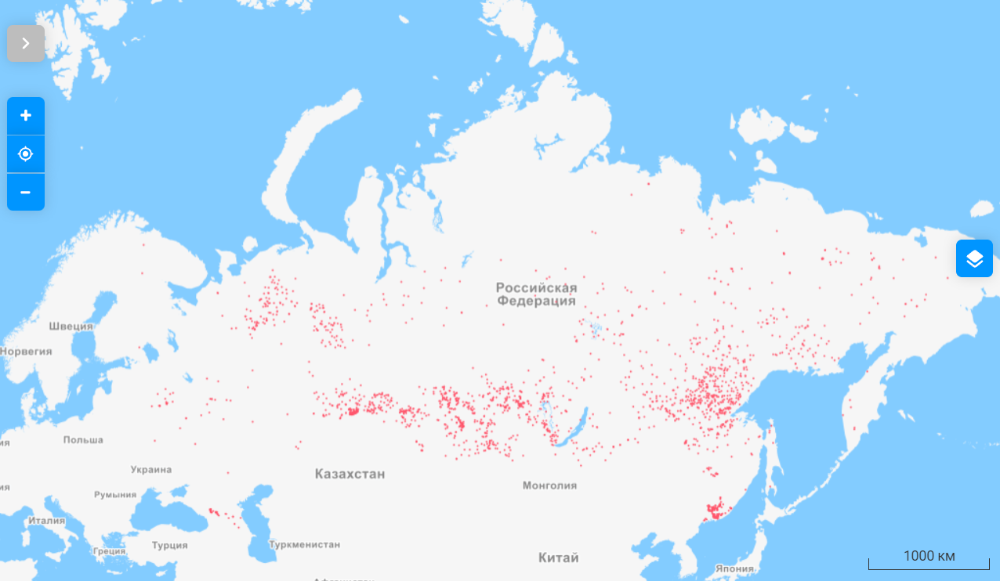 Российская
Федерация
Швеция
Норвегия
Польша
Украина
Казахстан
Монголия
Румыния
Италия
Турция
Греция
Туркменистан
Китай
1000 км
Япония